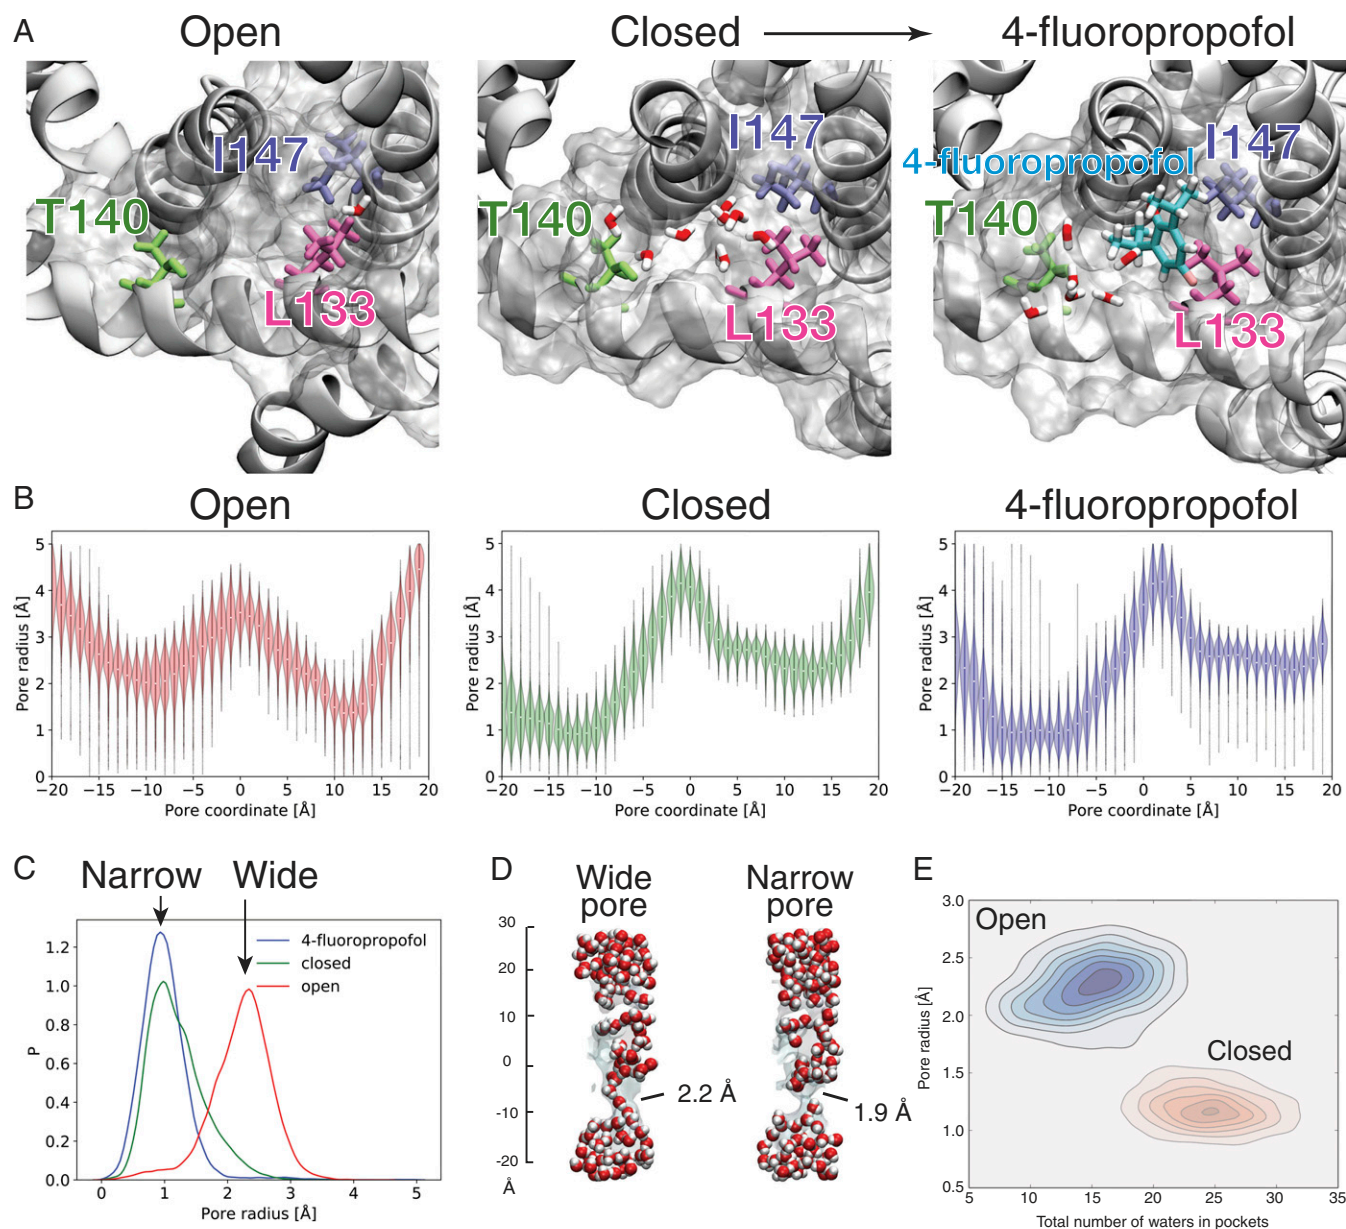 A
Open
Closed
4-fluoropropofol
I147
T140
L133
I147
T140
L133
4-fluoropropofol
I147
T140
L133
B
Open
Closed
4-fluoropropofol
Pore radius [Å]
5
4
3
2
1
0
−20 −15 −10 −5 0 5 10 15 20
Pore coordinate [Å]
Pore radius [Å]
5
4
3
2
1
0
−20 −15 −10 −5 0 5 10 15 20
Pore coordinate [Å]
Pore radius [Å]
5
4
3
2
1
0
−20 −15 −10 −5 0 5 10 15 20
Pore coordinate [Å]
C
Narrow Wide
4-fluoropropofol
closed
open
P
1.2
1.0
0.8
0.6
0.4
0.2
0.0
0 1 2 3 4 5
Pore radius [Å]
D
Wide
pore
Narrow
pore
30
20
10
0
-10
-20
Å
2.2 Å
1.9 Å
E
Open
Closed
Pore radius [Å]
3.0
2.5
2.0
1.5
1.0
0.5
5 10 15 20 25 30 35
Total number of waters in pockets